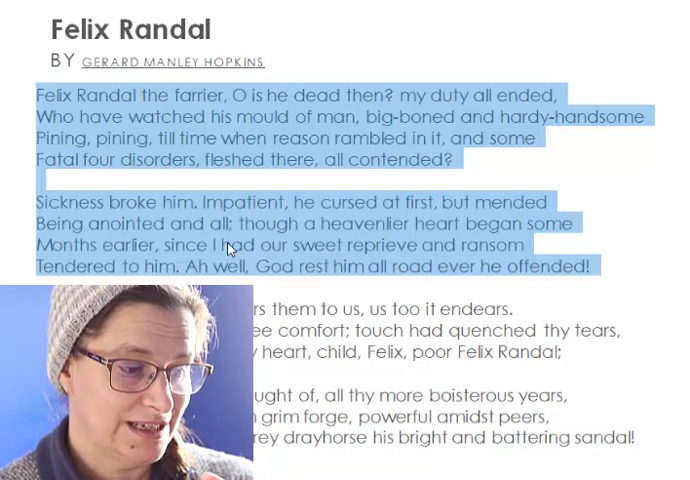 Felix Randal
BY GERARD MANLEY HOPKINS
Felix Randal the farrier, O is he dead then? my duty all ended,
Who have watched his mould of man, big-boned and hardy-handsome
Pining, pining, till time when reason rambled in it, and some
Fatal four disorders, fleshed there, all contended?
Sickness broke him. Impatient, he cursed at first, but mended
Being anointed and all; though a heavenlier heart began some
Months earlier, since I had our sweet reprieve and ransom
Tendered to him. Ah well, God rest him all road ever he offended!
them to us, us too it endears.
comfort; touch had quenched thy tears,
heart, child, Felix, poor Felix Randal;
of, all thy more boisterous years,
grim forge, powerful amidst peers,
drayhorse his bright and battering sandal!